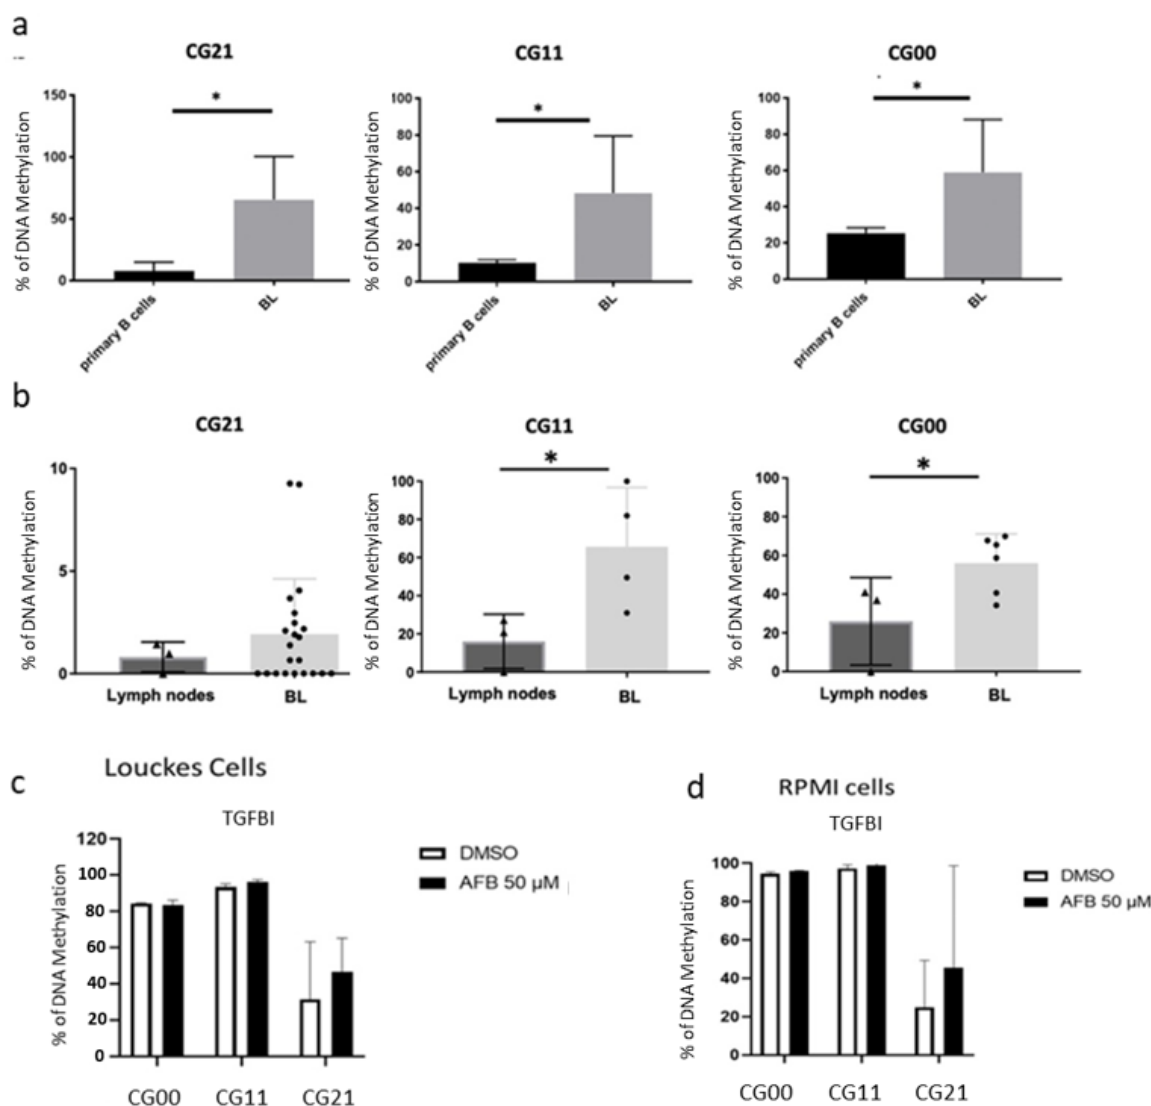 a
CG21
CG11
CG00
% of DNA Methylation
150
100
50
0
*
primary B cells
BL
% of DNA Methylation
100
80
60
40
20
0
*
primary B cells
BL
% of DNA Methylation
100
80
60
40
20
0
*
primary B cells
BL
b
CG21
CG11
CG00
% of DNA Methylation
10
5
0
Lymph nodes
BL
% of DNA Methylation
100
80
60
40
20
0
*
Lymph nodes
BL
% of DNA Methylation
100
80
60
40
20
0
*
Lymph nodes
BL
c
Louckes Cells
TGFBI
% of DNA Methylation
120
100
80
60
40
20
0
CG00 CG11 CG21
DMSO
AFB 50 µM
d
RPMI cells
TGFBI
% of DNA Methylation
100
80
60
40
20
0
CG00 CG11 CG21
DMSO
AFB 50 µM